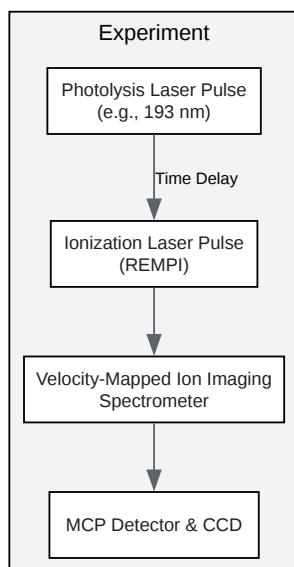 Experiment
Photolysis Laser Pulse
(e.g., 193 nm)
Time Delay
Ionization Laser Pulse
(REMPI)
Velocity-Mapped Ion Imaging
Spectrometer
MCP Detector & CCD